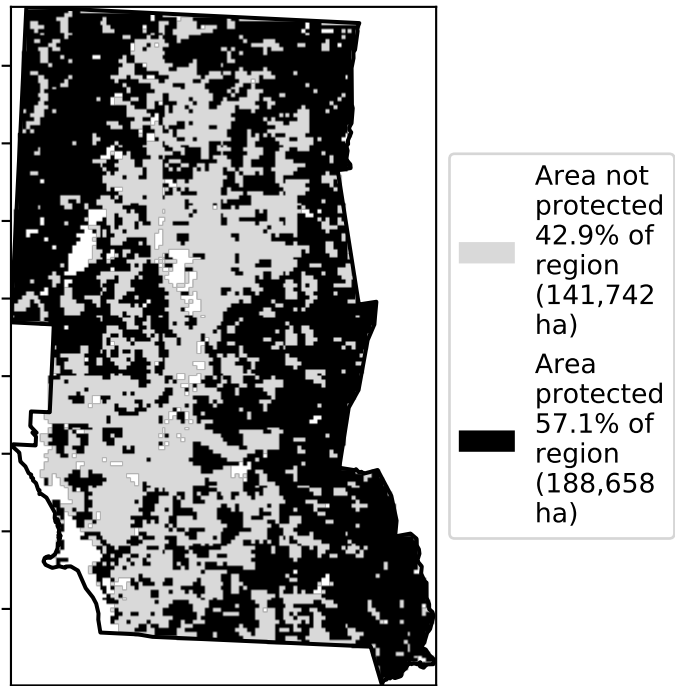 Area not
protected
42.9% of
region
(141,742
ha)
Area
protected
57.1% of
region
(188,658
ha)